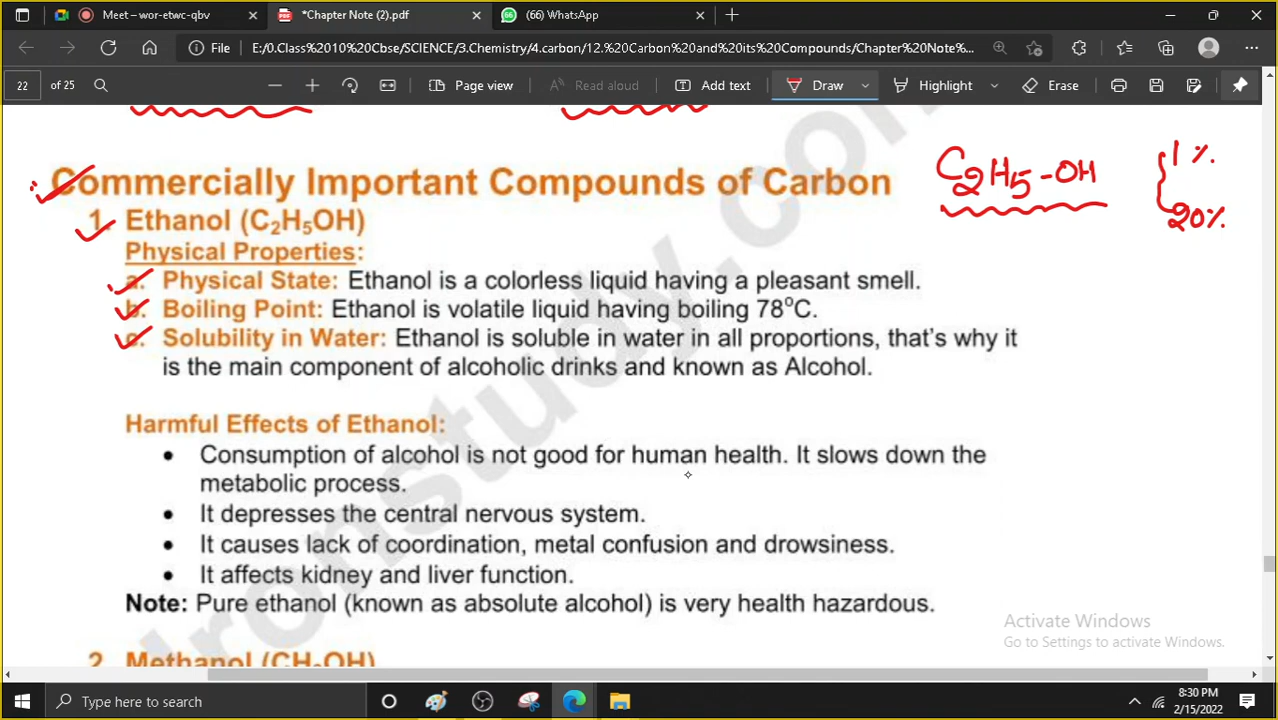 Meet – wor-etwc-qbv
*Chapter Note (2).pdf
(66) WhatsApp
File
E:/0.Class%2010%20Cbse/SCIENCE/3.Chemistry/4.carbon/12.%20Carbon%20and%20its%20Compounds/Chapter%20Note%...
22 of 25
Page view
Read aloud
Add text
Draw
Highlight
Erase
Commercially Important Compounds of Carbon
C2H5-OH
1 %.
20%.
1. Ethanol (C₂H₅OH)
Physical Properties:
a. Physical State: Ethanol is a colorless liquid having a pleasant smell.
b. Boiling Point: Ethanol is volatile liquid having boiling 78°C.
c. Solubility in Water: Ethanol is soluble in water in all proportions, that's why it
is the main component of alcoholic drinks and known as Alcohol.
Harmful Effects of Ethanol:
• Consumption of alcohol is not good for human health. It slows down the
metabolic process.
• It depresses the central nervous system.
• It causes lack of coordination, metal confusion and drowsiness.
• It affects kidney and liver function.
Note: Pure ethanol (known as absolute alcohol) is very health hazardous.
2. Methanol (CH₃OH)
ironstudy.com
Activate Windows
Go to Settings to activate Windows.
Type here to search
8:30 PM
2/15/2022